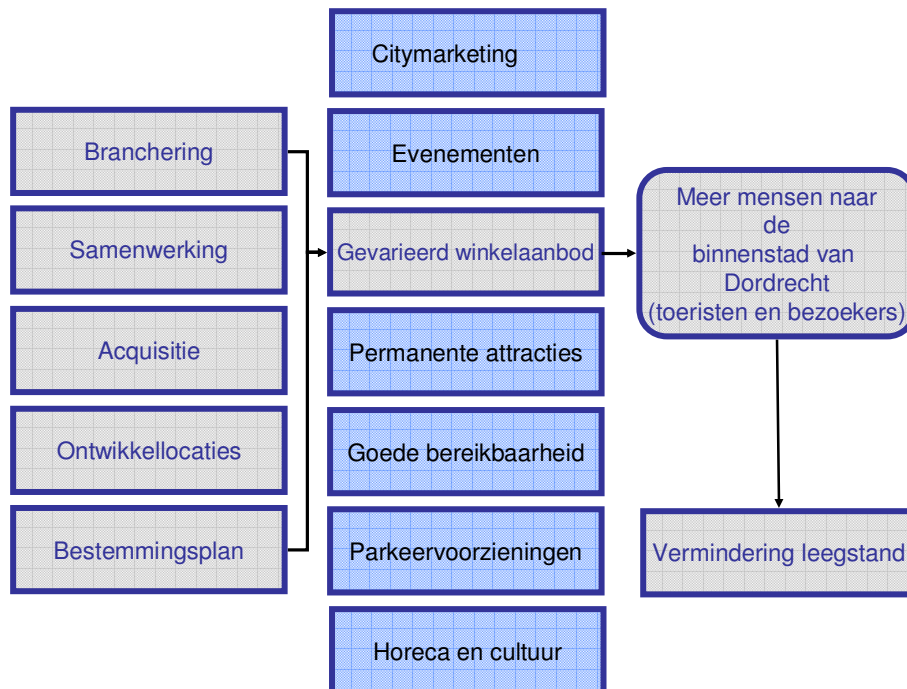 Citymarketing
Branchering
Evenementen
Samenwerking
Gevarieerd winkelaanbod
Meer mensen naar
de
binnenstad van
Dordrecht
(toeristen en bezoekers)
Acquisitie
Permanente attracties
Ontwikkellocaties
Goede bereikbaarheid
Bestemmingsplan
Parkeervoorzieningen
Vermindering leegstand
Horeca en cultuur